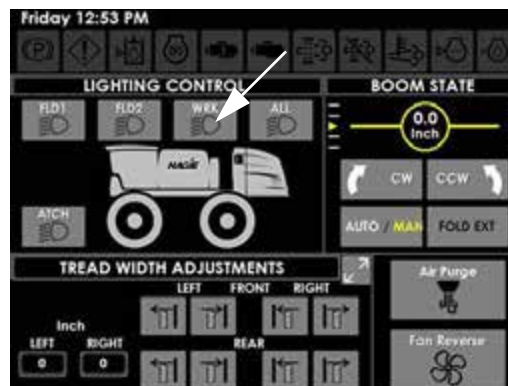 Friday 12:53 PM
LIGHTING CONTROL
BOOM STATE
FLD1 FLD2 WRK ALL
0.0
Inch
HAGIE
CW CCW
ATCH
AUTO / MAN FOLD EXT
TREAD WIDTH ADJUSTMENTS
Air Purge
LEFT FRONT RIGHT
Inch
LEFT RIGHT
REAR
0 0
Fan Reverse